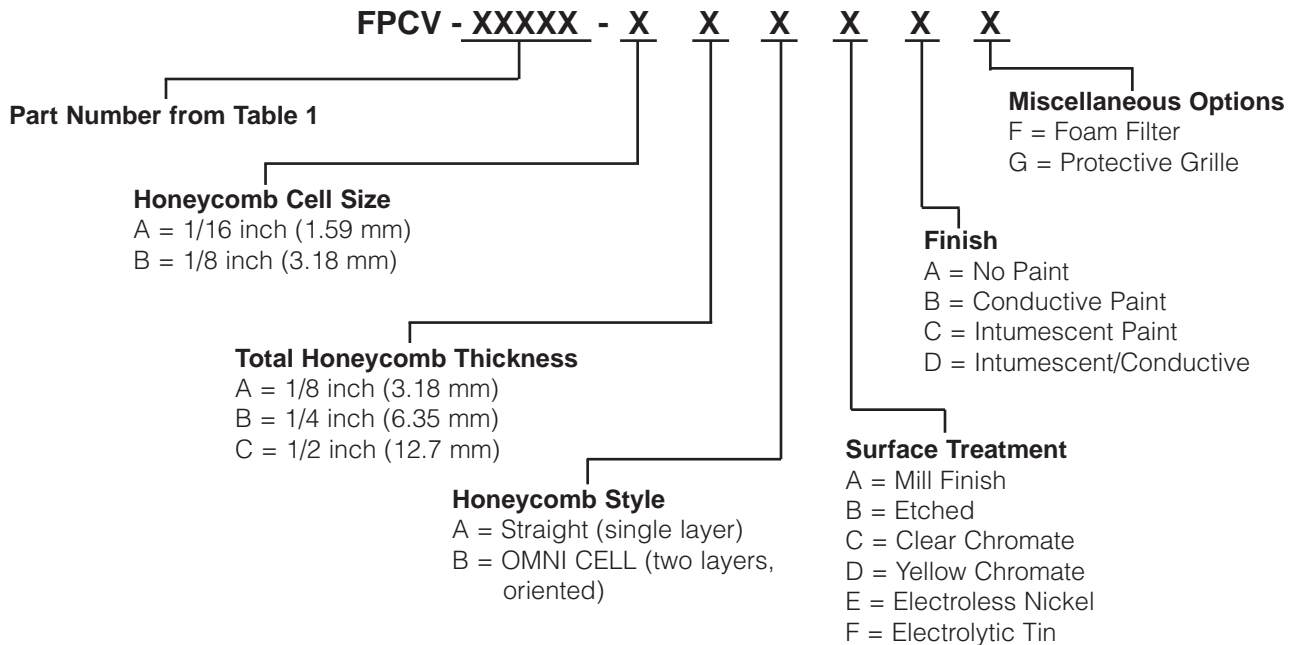 FPCV - XXXXX - X X X X X X
Part Number from Table 1
Honeycomb Cell Size
A = 1/16 inch (1.59 mm)
B = 1/8 inch (3.18 mm)
Total Honeycomb Thickness
A = 1/8 inch (3.18 mm)
B = 1/4 inch (6.35 mm)
C = 1/2 inch (12.7 mm)
Honeycomb Style
A = Straight (single layer)
B = OMNI CELL (two layers,
oriented)
Surface Treatment
A = Mill Finish
B = Etched
C = Clear Chromate
D = Yellow Chromate
E = Electroless Nickel
F = Electrolytic Tin
Finish
A = No Paint
B = Conductive Paint
C = Intumescent Paint
D = Intumescent/Conductive
Miscellaneous Options
F = Foam Filter
G = Protective Grille